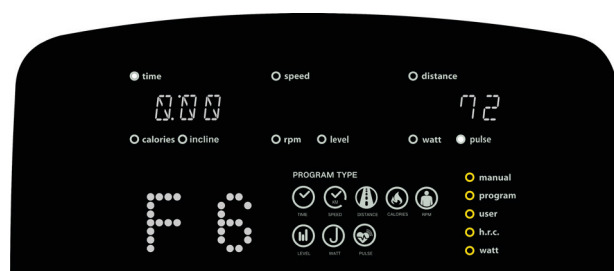 time speed distance
0:00 72
calories incline rpm level watt pulse
PROGRAM TYPE
manual
program
user
h.r.c.
watt
KM
TIME SPEED DISTANCE CALORIES RPM
LEVEL WATT PULSE
F6